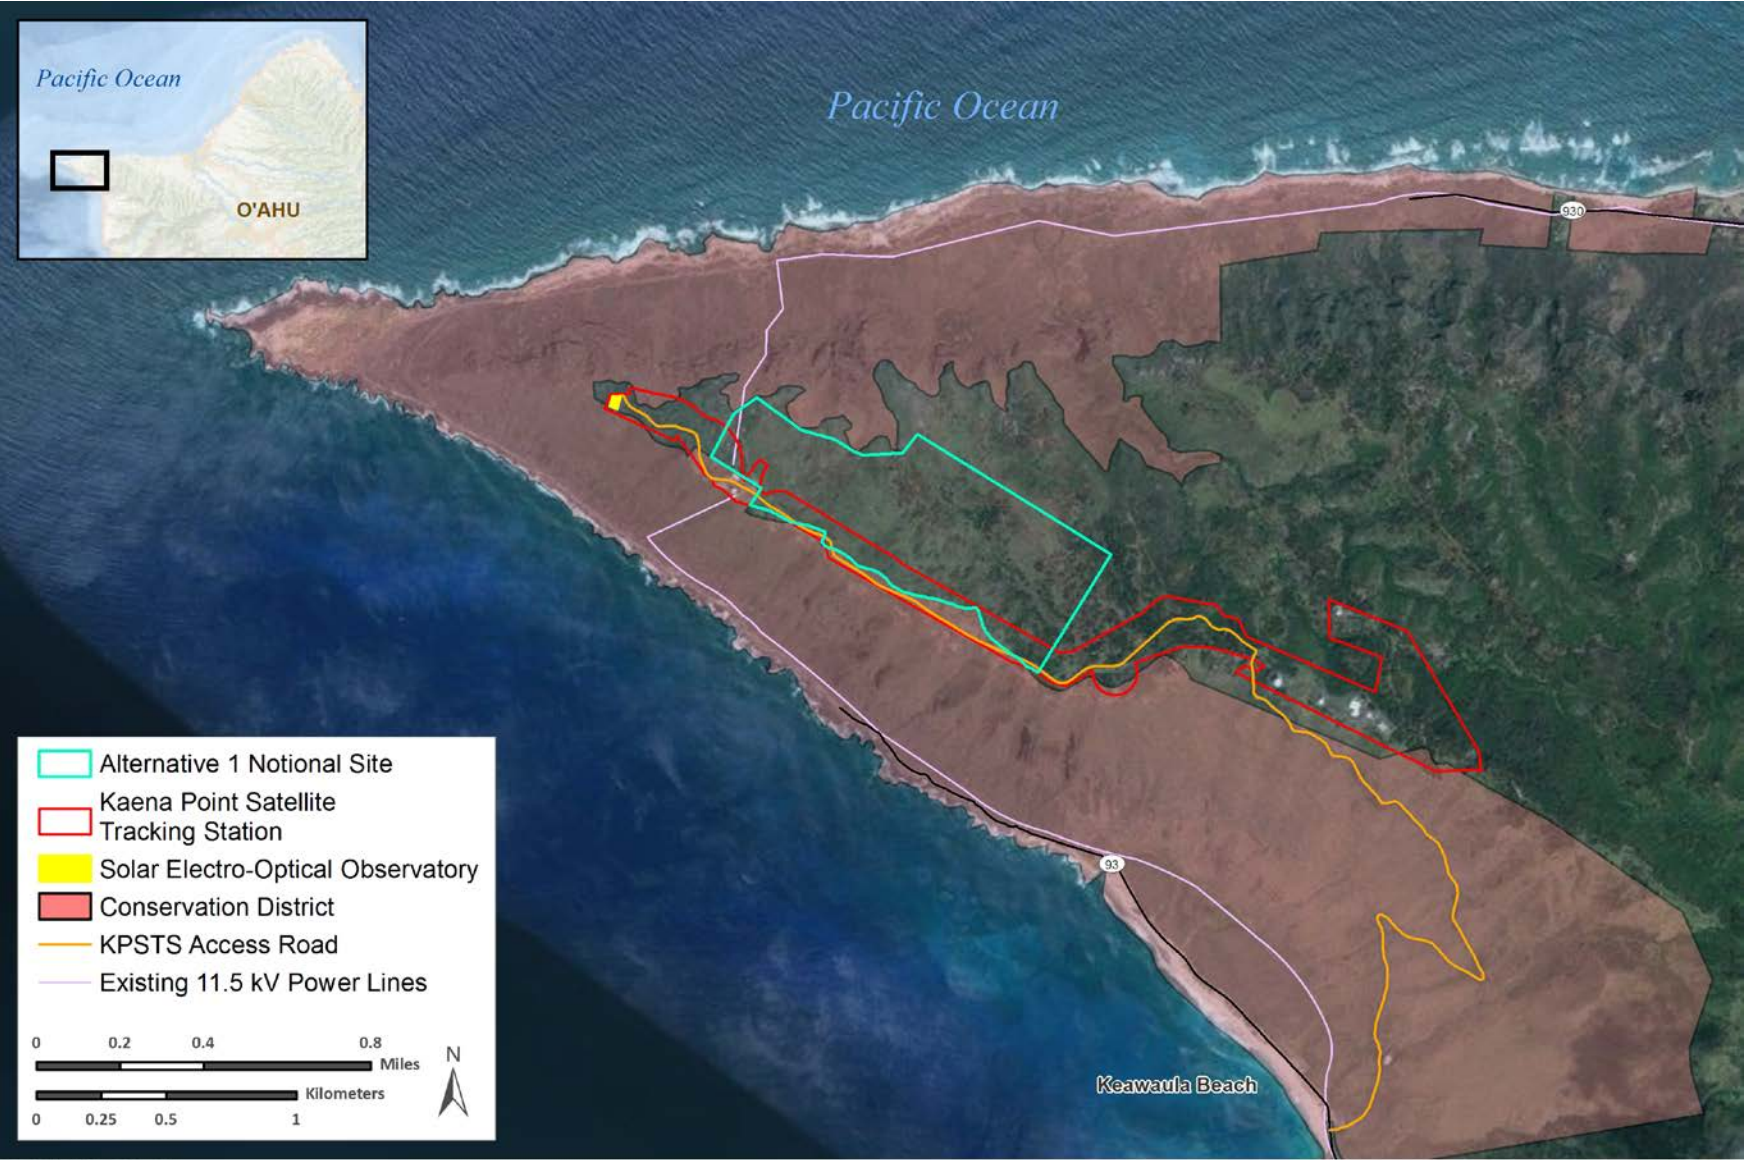 Pacific Ocean
O'AHU
Pacific Ocean
930
93
Keawaula Beach
Alternative 1 Notional Site
Kaena Point Satellite
Tracking Station
Solar Electro-Optical Observatory
Conservation District
KPSTS Access Road
Existing 11.5 kV Power Lines
0 0.2 0.4 0.8
Miles
Kilometers
0 0.25 0.5 1
N